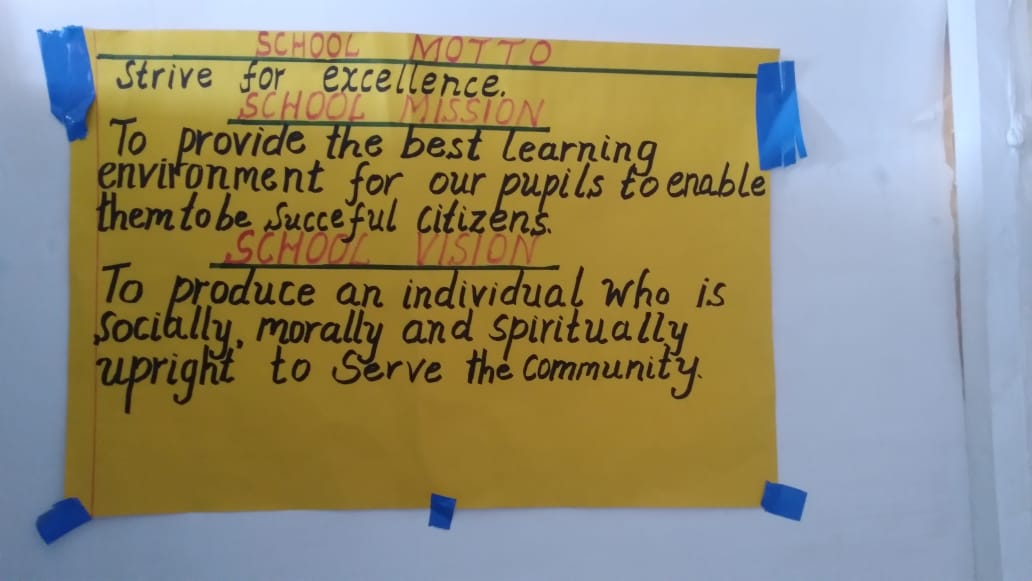 SCHOOL MOTTO
Strive for excellence.
SCHOOL MISSION
To provide the best learning
environment for our pupils to enable
them to be Succeful citizens.
SCHOOL VISION
To produce an individual who is
Socially, morally and spiritually
upright to Serve the community.